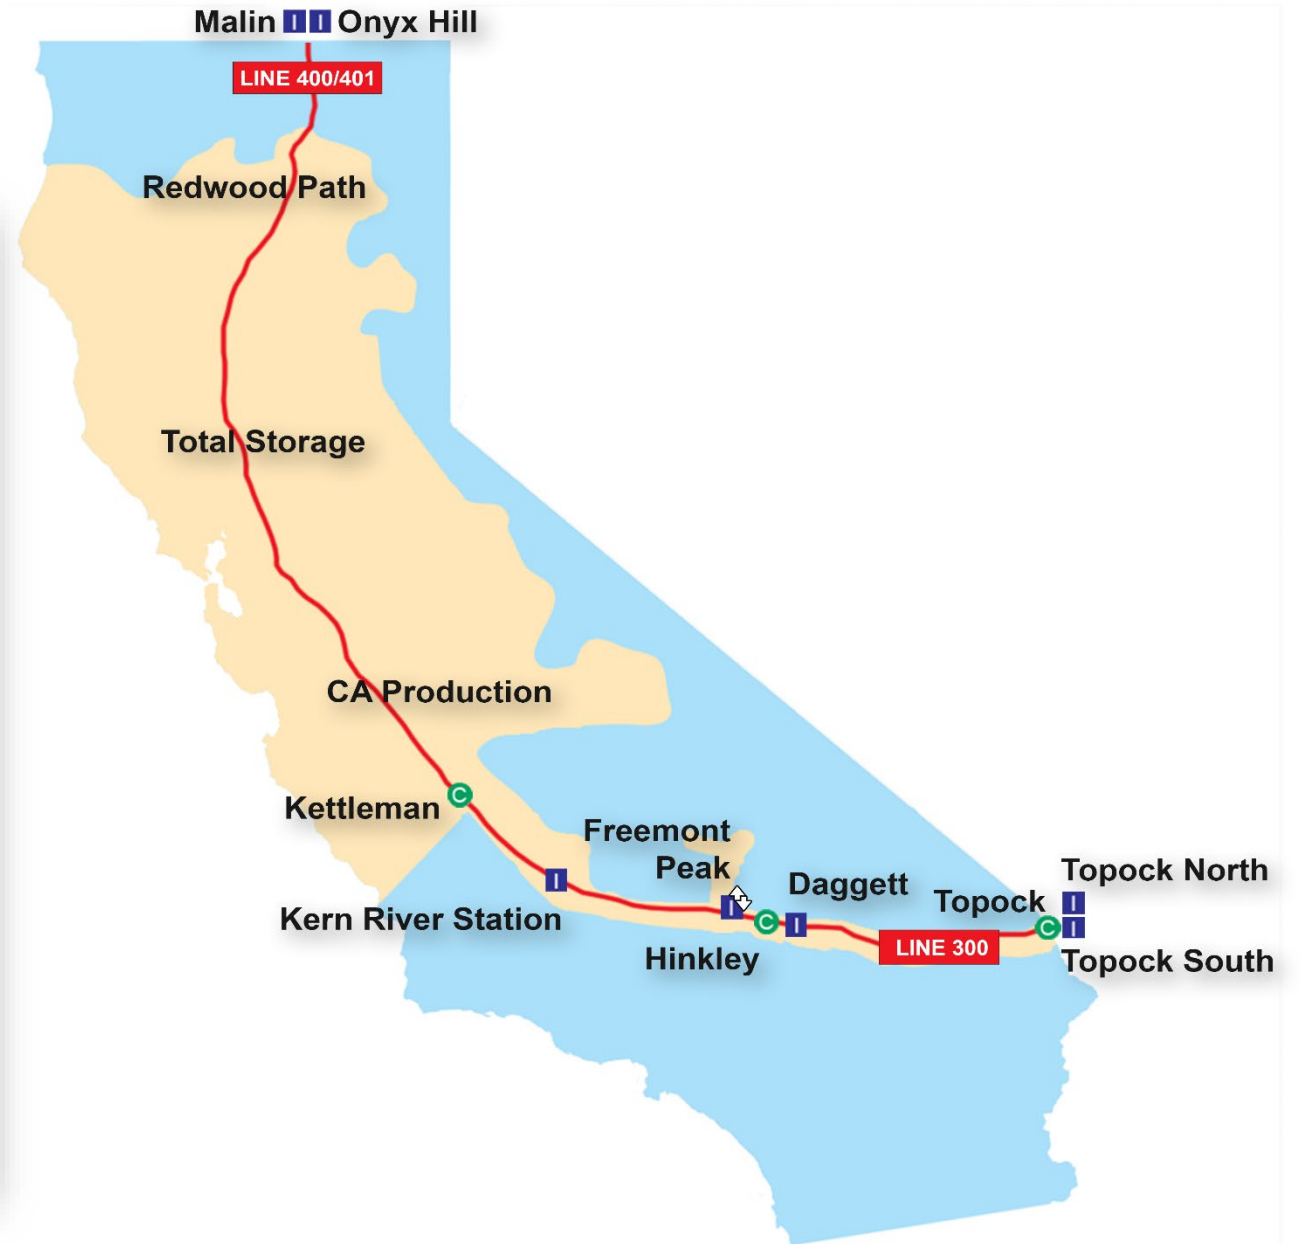 Malin I I Onyx Hill
LINE 400/401
Redwood Path
Total Storage
CA Production
C
Kettleman
Freemont
Peak
I
Kern River Station
I
C
I
Daggett
Hinkley
LINE 300
Topock
C
Topock North
I
I
Topock South